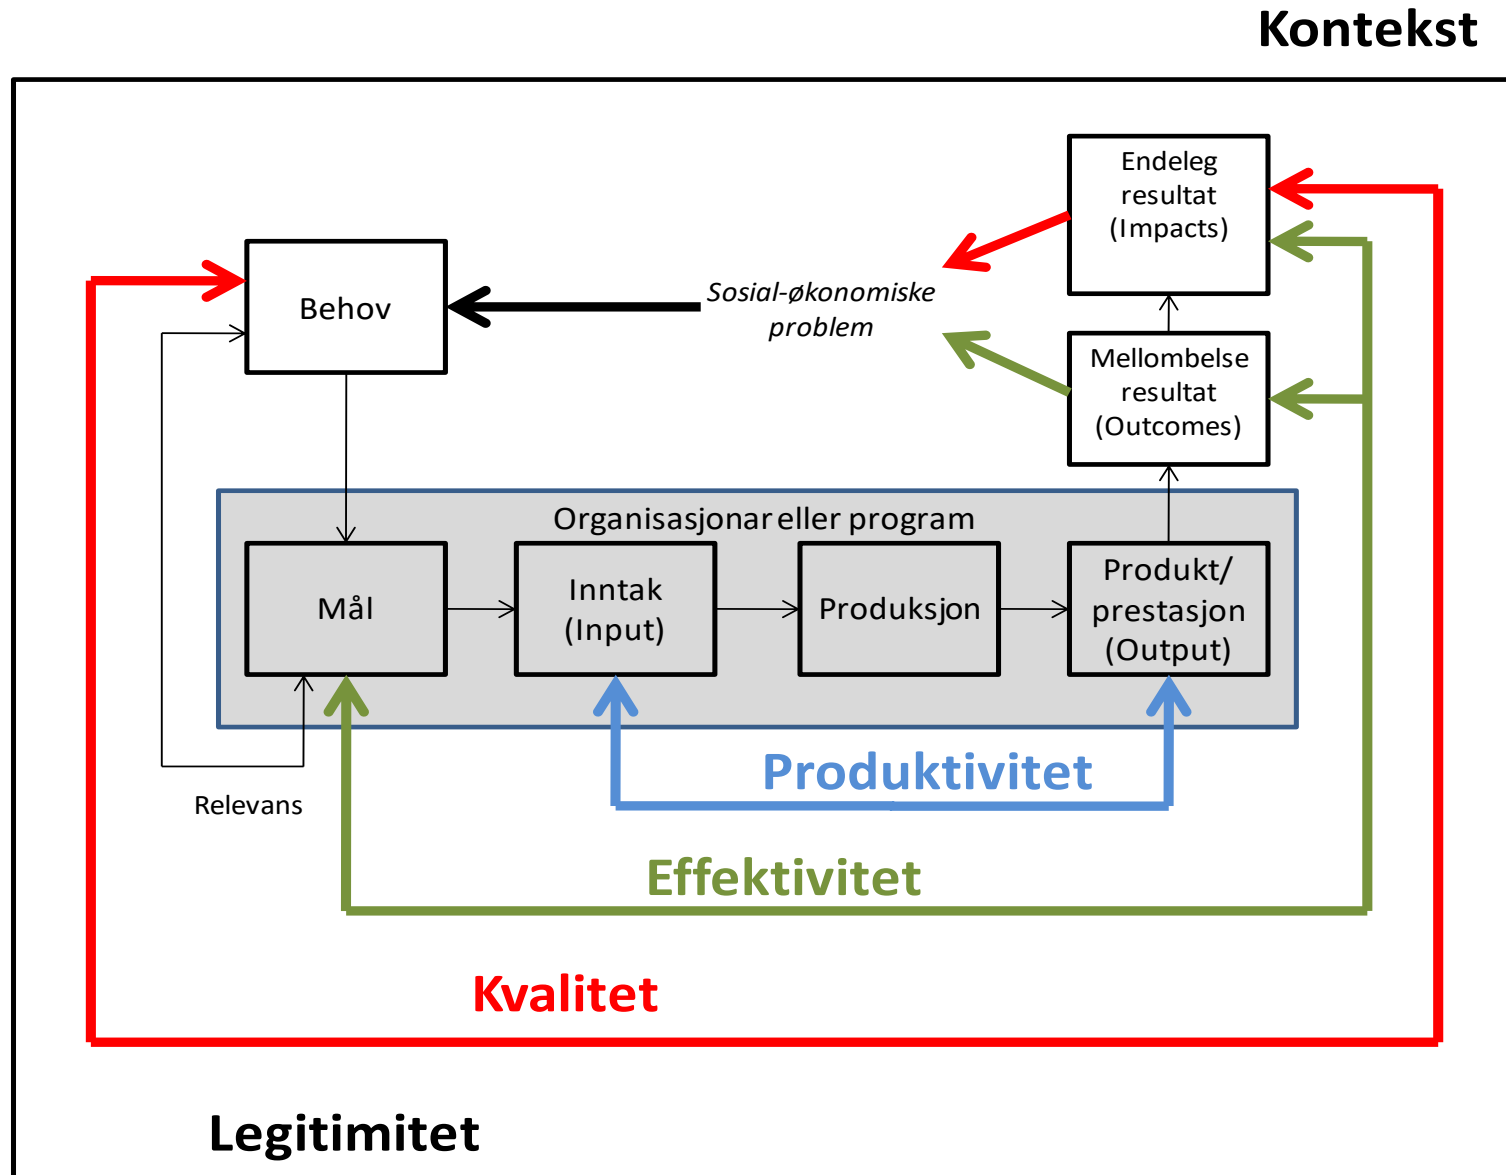 Kontekst
Endeleg
resultat
(Impacts)
Behov
Sosial-økonomiske
problem
Mellombelse
resultat
(Outcomes)
Organisasjonar eller program
Mål
Inntak
(Input)
Produksjon
Produkt/
prestasjon
(Output)
Produktivitet
Relevans
Effektivitet
Kvalitet
Legitimitet